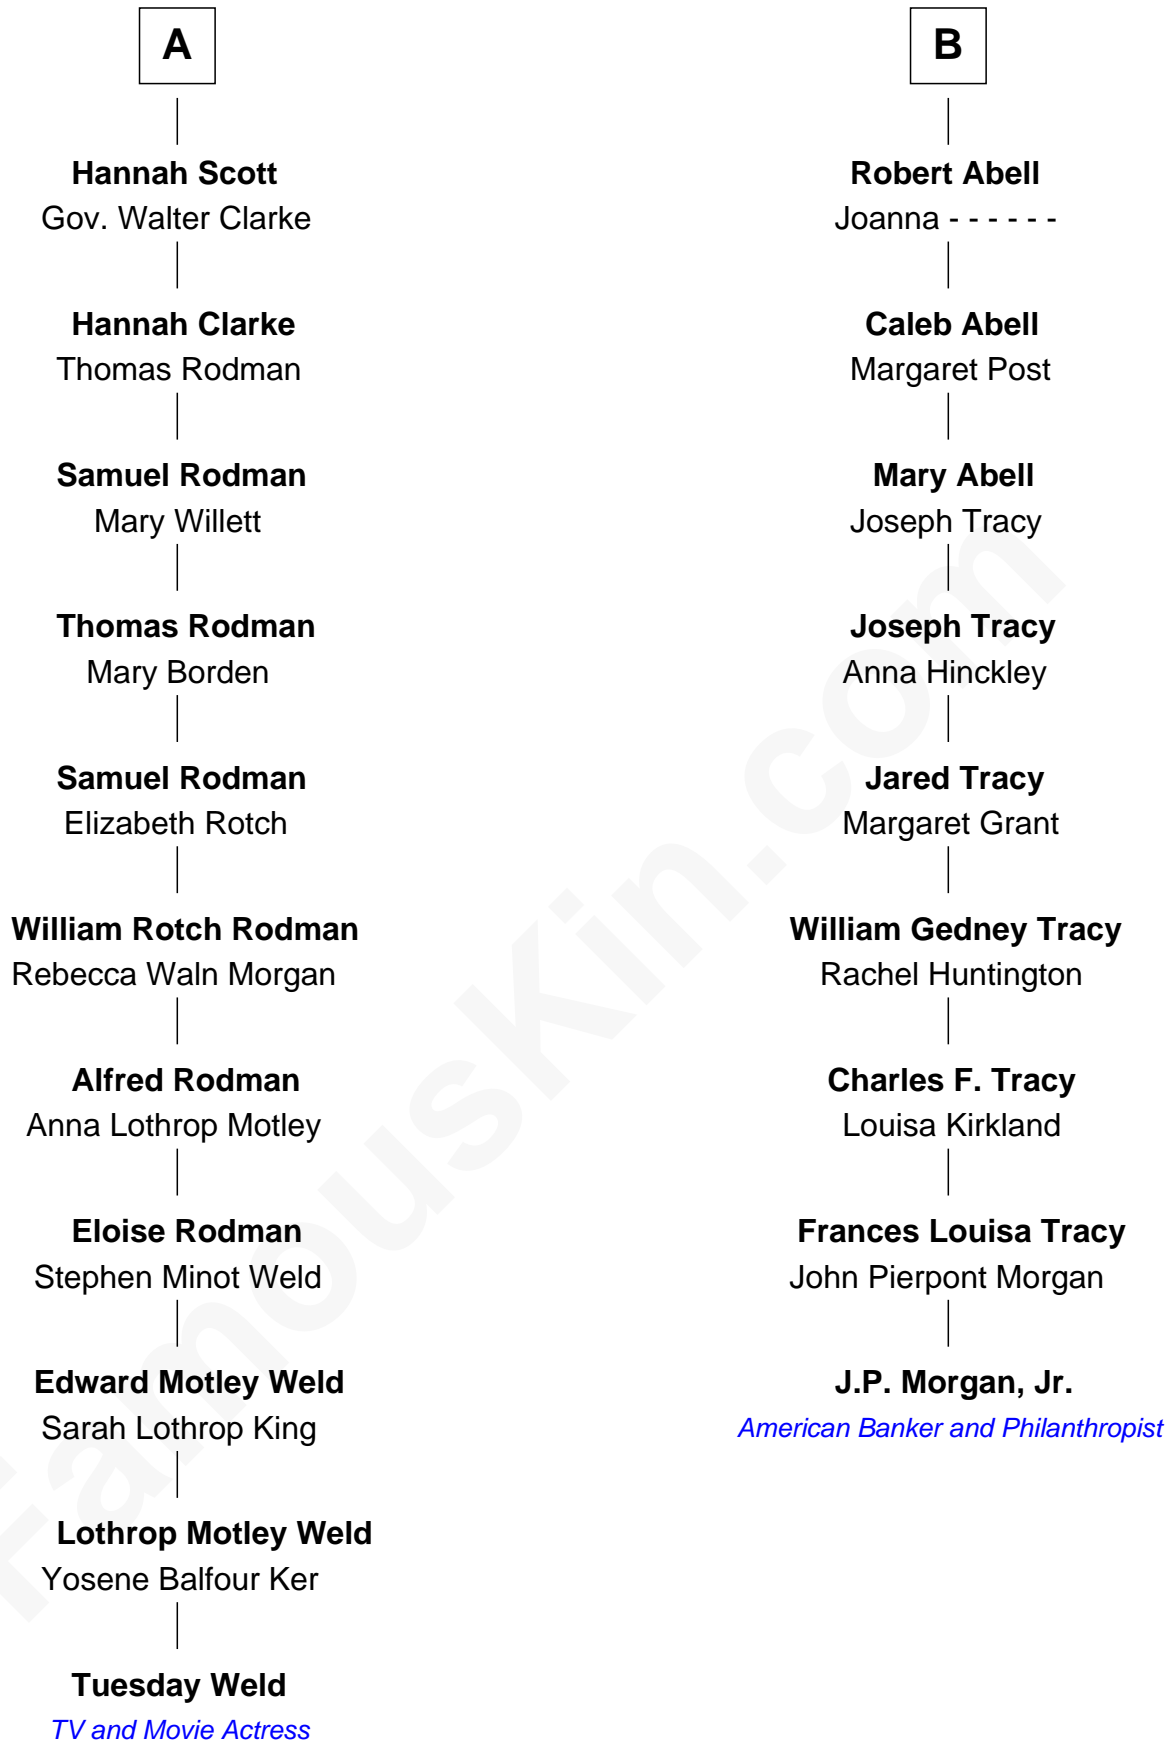 A
Hannah Scott
Gov. Walter Clarke
Hannah Clarke
Thomas Rodman
Samuel Rodman
Mary Willett
Thomas Rodman
Mary Borden
Samuel Rodman
Elizabeth Rotch
William Rotch Rodman
Rebecca Waln Morgan
Alfred Rodman
Anna Lothrop Motley
Eloise Rodman
Stephen Minot Weld
Edward Motley Weld
Sarah Lothrop King
Lothrop Motley Weld
Yosene Balfour Ker
Tuesday Weld
TV and Movie Actress
B
Robert Abell
Joanna - - - - - -
Caleb Abell
Margaret Post
Mary Abell
Joseph Tracy
Joseph Tracy
Anna Hinckley
Jared Tracy
Margaret Grant
William Gedney Tracy
Rachel Huntington
Charles F. Tracy
Louisa Kirkland
Frances Louisa Tracy
John Pierpont Morgan
J.P. Morgan, Jr.
American Banker and Philanthropist
FamousKin.com